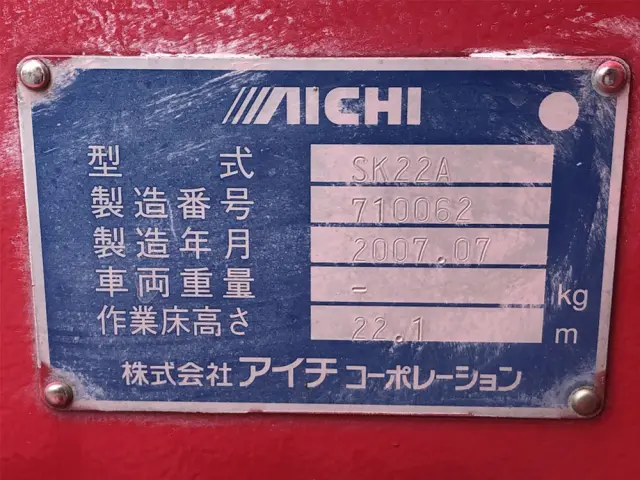 AICHI
型式 SK22A
製造番号 710062
製造年月 2007.07
車両重量 - kg
作業床高さ 22.1 m
株式会社 アイチ コーポレーション